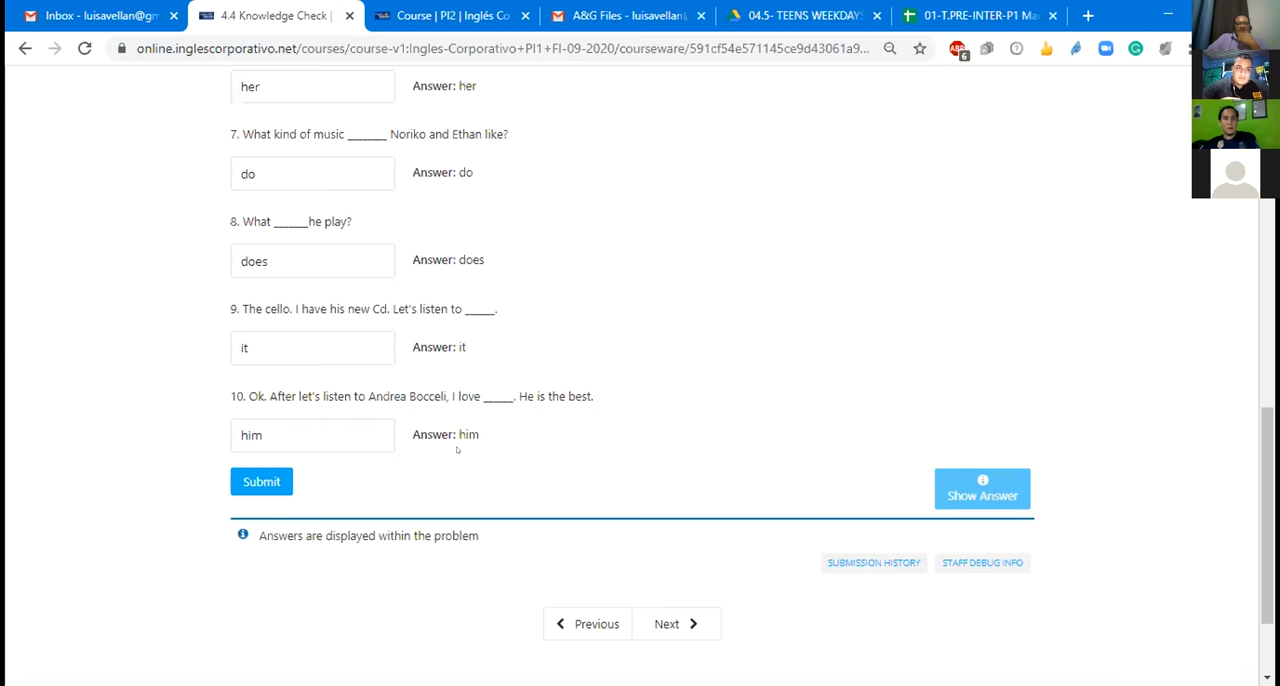 Inbox - luisavellan@gm
4.4 Knowledge Check |
Course | PI2 | Inglés Co
A&G Files - luisavellan
04.5- TEENS WEEKDAYS
01-T.PRE-INTER-P1 Ma
online.inglescorporativo.net/courses/course-v1:Ingles-Corporativo+PI1+FI-09-2020/courseware/591cf54e571145ce9d43061a9...
ABP
6
her
Answer: her
7. What kind of music ________ Noriko and Ethan like?
do
Answer: do
8. What ______he play?
does
Answer: does
9. The cello. I have his new Cd. Let's listen to _____.
it
Answer: it
10. Ok. After let's listen to Andrea Bocceli, I love _____. He is the best.
him
Answer: him
Submit
Show Answer
Answers are displayed within the problem
SUBMISSION HISTORY
STAFF DEBUG INFO
Previous
Next